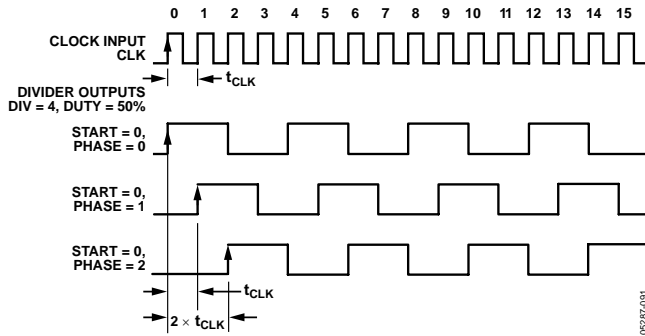 0 1 2 3 4 5 6 7 8 9 10 11 12 13 14 15
CLOCK INPUT
CLK
tCLK
DIVIDER OUTPUTS
DIV = 4, DUTY = 50%
START = 0,
PHASE = 0
START = 0,
PHASE = 1
START = 0,
PHASE = 2
tCLK
2 × tCLK
05287-091